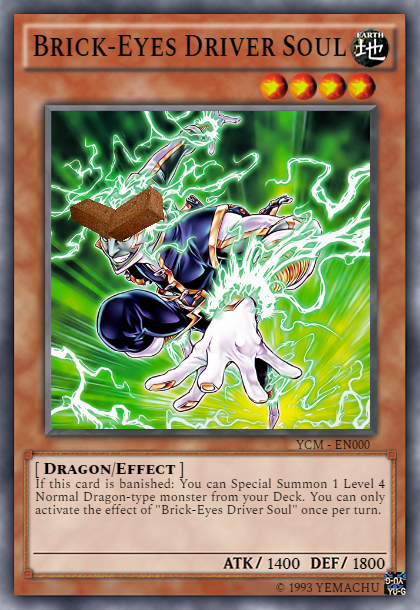 Brick-Eyes Driver Soul
EARTH
地
YCM - EN000
[ Dragon/Effect ]
If this card is banished: You can Special Summon 1 Level 4
Normal Dragon-type monster from your Deck. You can only
activate the effect of "Brick-Eyes Driver Soul" once per turn.
ATK / 1400 DEF / 1800
© 1993 YEMACHU